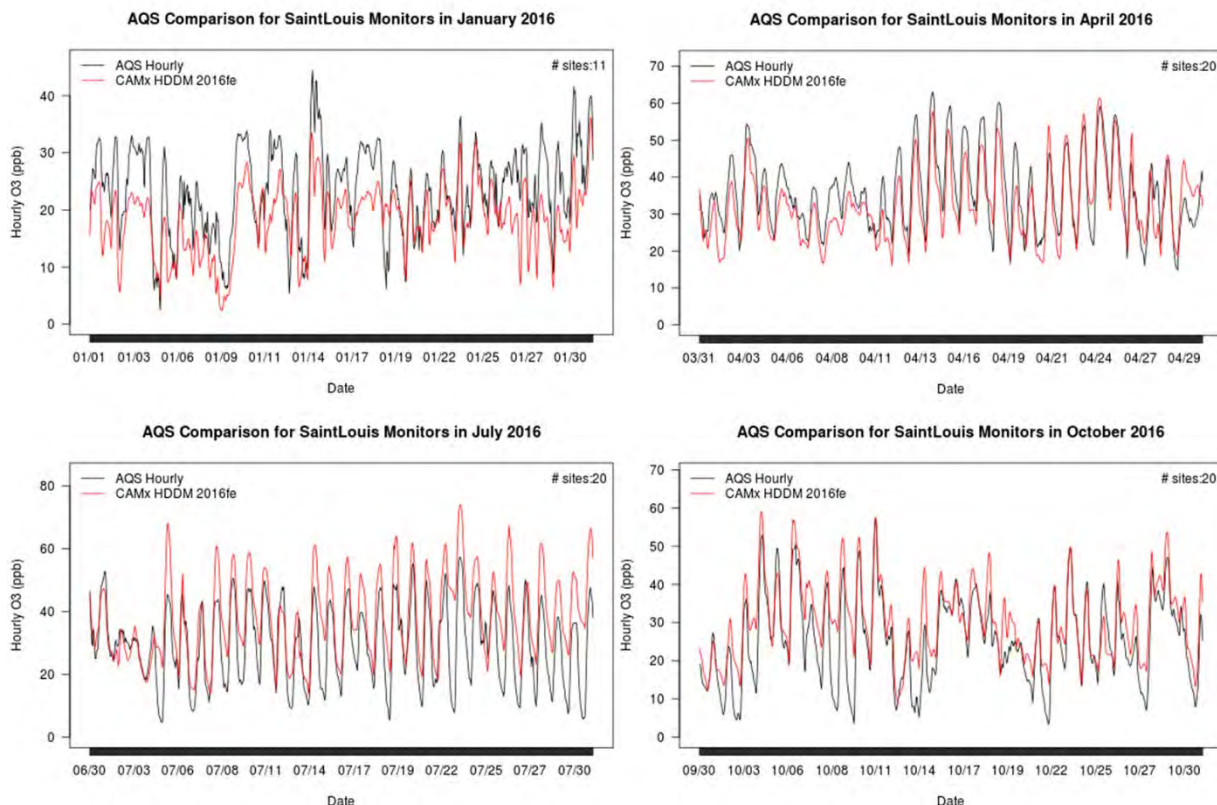 AQS Comparison for SaintLouis Monitors in January 2016
AQS Hourly
CAMx HDDM 2016fe
# sites:11
Hourly O3 (ppb)
40
30
20
10
0
01/01 01/03 01/06 01/09 01/11 01/14 01/17 01/19 01/22 01/25 01/27 01/30
Date
AQS Comparison for SaintLouis Monitors in April 2016
AQS Hourly
CAMx HDDM 2016fe
# sites:20
Hourly O3 (ppb)
70
60
50
40
30
20
10
0
03/31 04/03 04/06 04/08 04/11 04/13 04/16 04/19 04/21 04/24 04/27 04/29
Date
AQS Comparison for SaintLouis Monitors in July 2016
AQS Hourly
CAMx HDDM 2016fe
# sites:20
Hourly O3 (ppb)
80
60
40
20
0
06/30 07/03 07/06 07/08 07/11 07/14 07/16 07/19 07/22 07/25 07/27 07/30
Date
AQS Comparison for SaintLouis Monitors in October 2016
AQS Hourly
CAMx HDDM 2016fe
# sites:20
Hourly O3 (ppb)
70
60
50
40
30
20
10
0
09/30 10/03 10/06 10/08 10/11 10/14 10/17 10/19 10/22 10/25 10/27 10/30
Date